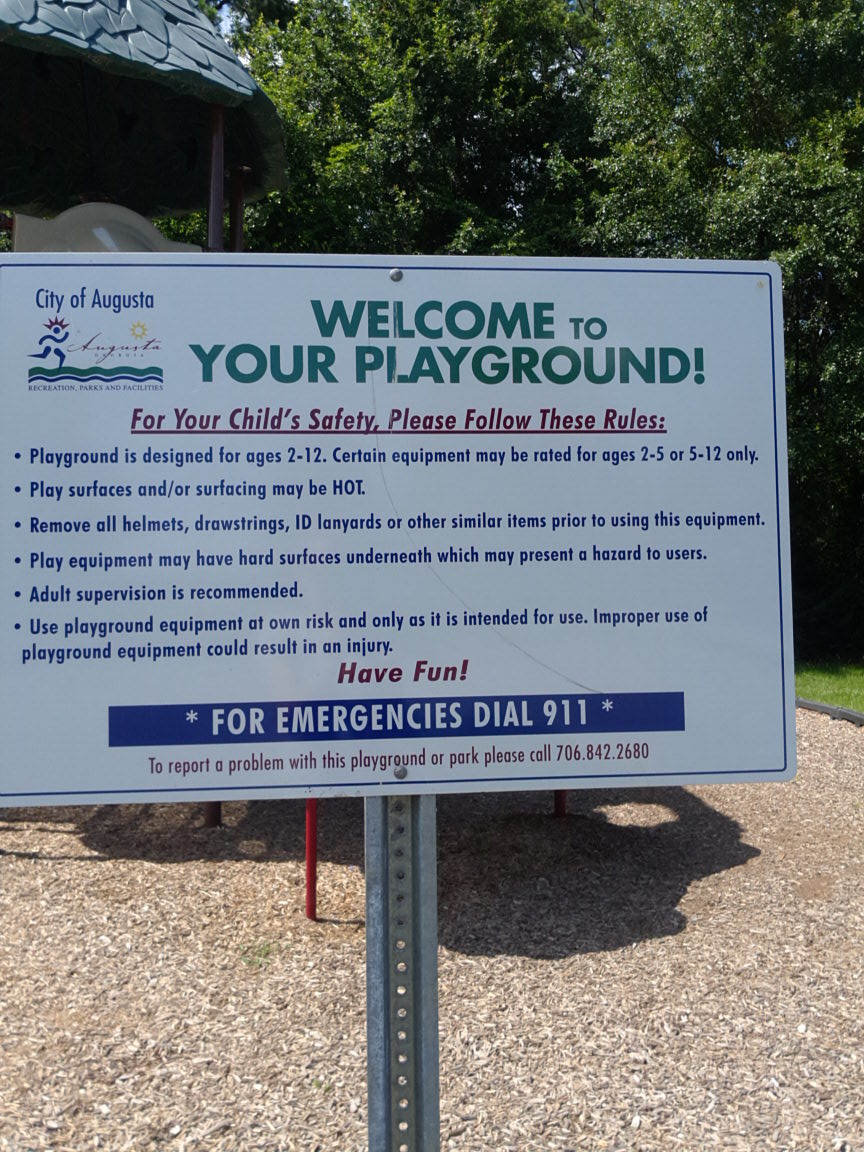 City of Augusta
Augusta
GEORGIA
RECREATION, PARKS AND FACILITIES
WELCOME TO
YOUR PLAYGROUND!
For Your Child's Safety, Please Follow These Rules:
• Playground is designed for ages 2-12. Certain equipment may be rated for ages 2-5 or 5-12 only.
• Play surfaces and/or surfacing may be HOT.
• Remove all helmets, drawstrings, ID lanyards or other similar items prior to using this equipment.
• Play equipment may have hard surfaces underneath which may present a hazard to users.
• Adult supervision is recommended.
• Use playground equipment at own risk and only as it is intended for use. Improper use of
playground equipment could result in an injury.
Have Fun!
* FOR EMERGENCIES DIAL 911 *
To report a problem with this playground or park please call 706.842.2680